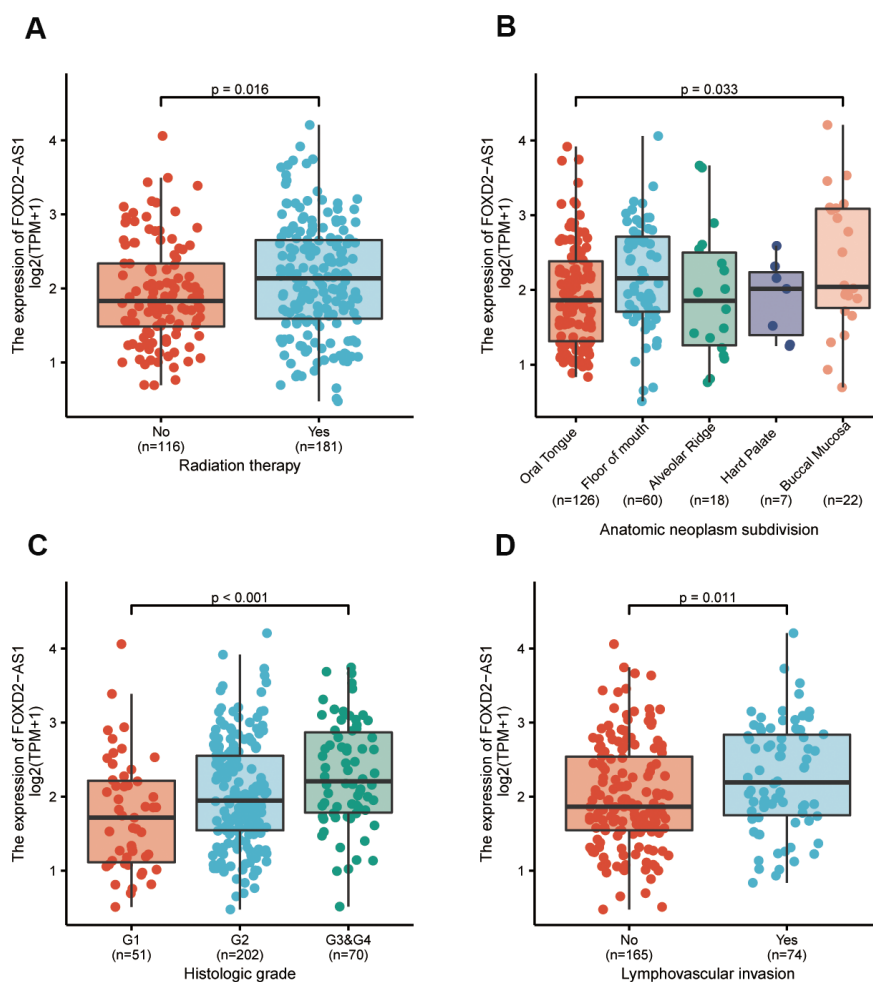 A
The expression of FOXD2−AS1
log2(TPM+1)
p = 0.016
4
3
2
1
No
(n=116)
Yes
(n=181)
Radiation therapy
B
The expression of FOXD2−AS1
log2(TPM+1)
p = 0.033
4
3
2
1
Oral Tongue
Floor of mouth
Alveolar Ridge
Hard Palate
Buccal Mucosa
(n=126)
(n=60)
(n=18)
(n=7)
(n=22)
Anatomic neoplasm subdivision
C
The expression of FOXD2−AS1
log2(TPM+1)
p < 0.001
4
3
2
1
G1
(n=51)
G2
(n=202)
G3&G4
(n=70)
Histologic grade
D
The expression of FOXD2−AS1
log2(TPM+1)
p = 0.011
4
3
2
1
No
(n=165)
Yes
(n=74)
Lymphovascular invasion